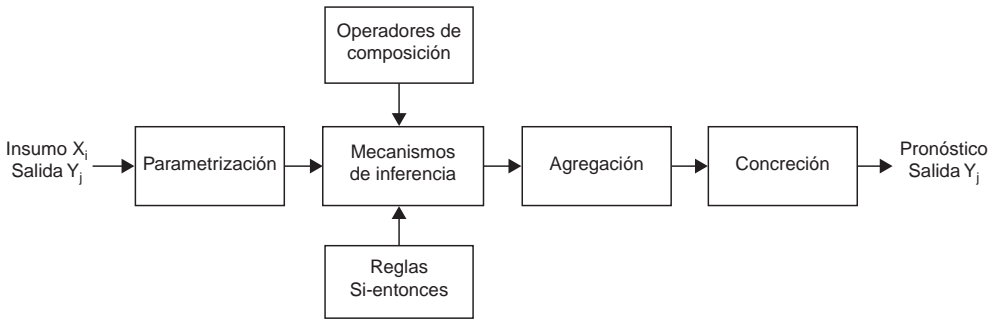 Operadores de
composición
Insumo Xi
Salida Yj
Parametrización
Mecanismos
de inferencia
Agregación
Concreción
Pronóstico
Salida Yj
Reglas
Si-entonces